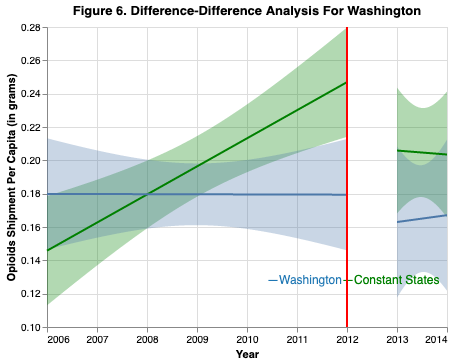 Figure 6. Difference-Difference Analysis For Washington
Opioids Shipment Per Capita (in grams)
0.28
0.26
0.24
0.22
0.20
0.18
0.16
0.14
0.12
0.10
Washington
Constant States
2006 2007 2008 2009 2010 2011 2012 2013 2014
Year